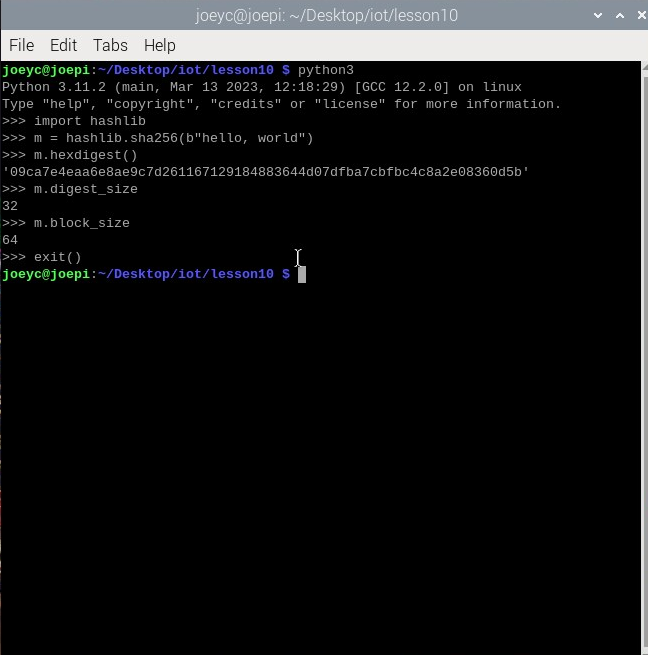 joeyc@joepi: ~/Desktop/iot/lesson10
File Edit Tabs Help
joeyc@joepi:~/Desktop/iot/lesson10 $ python3
Python 3.11.2 (main, Mar 13 2023, 12:18:29) [GCC 12.2.0] on linux
Type "help", "copyright", "credits" or "license" for more information.
>>> import hashlib
>>> m = hashlib.sha256(b"hello, world")
>>> m.hexdigest()
'09ca7e4eaa6e8ae9c7d261167129184883644d07dfba7cbfbc4c8a2e08360d5b'
>>> m.digest_size
32
>>> m.block_size
64
>>> exit()
joeyc@joepi:~/Desktop/iot/lesson10 $